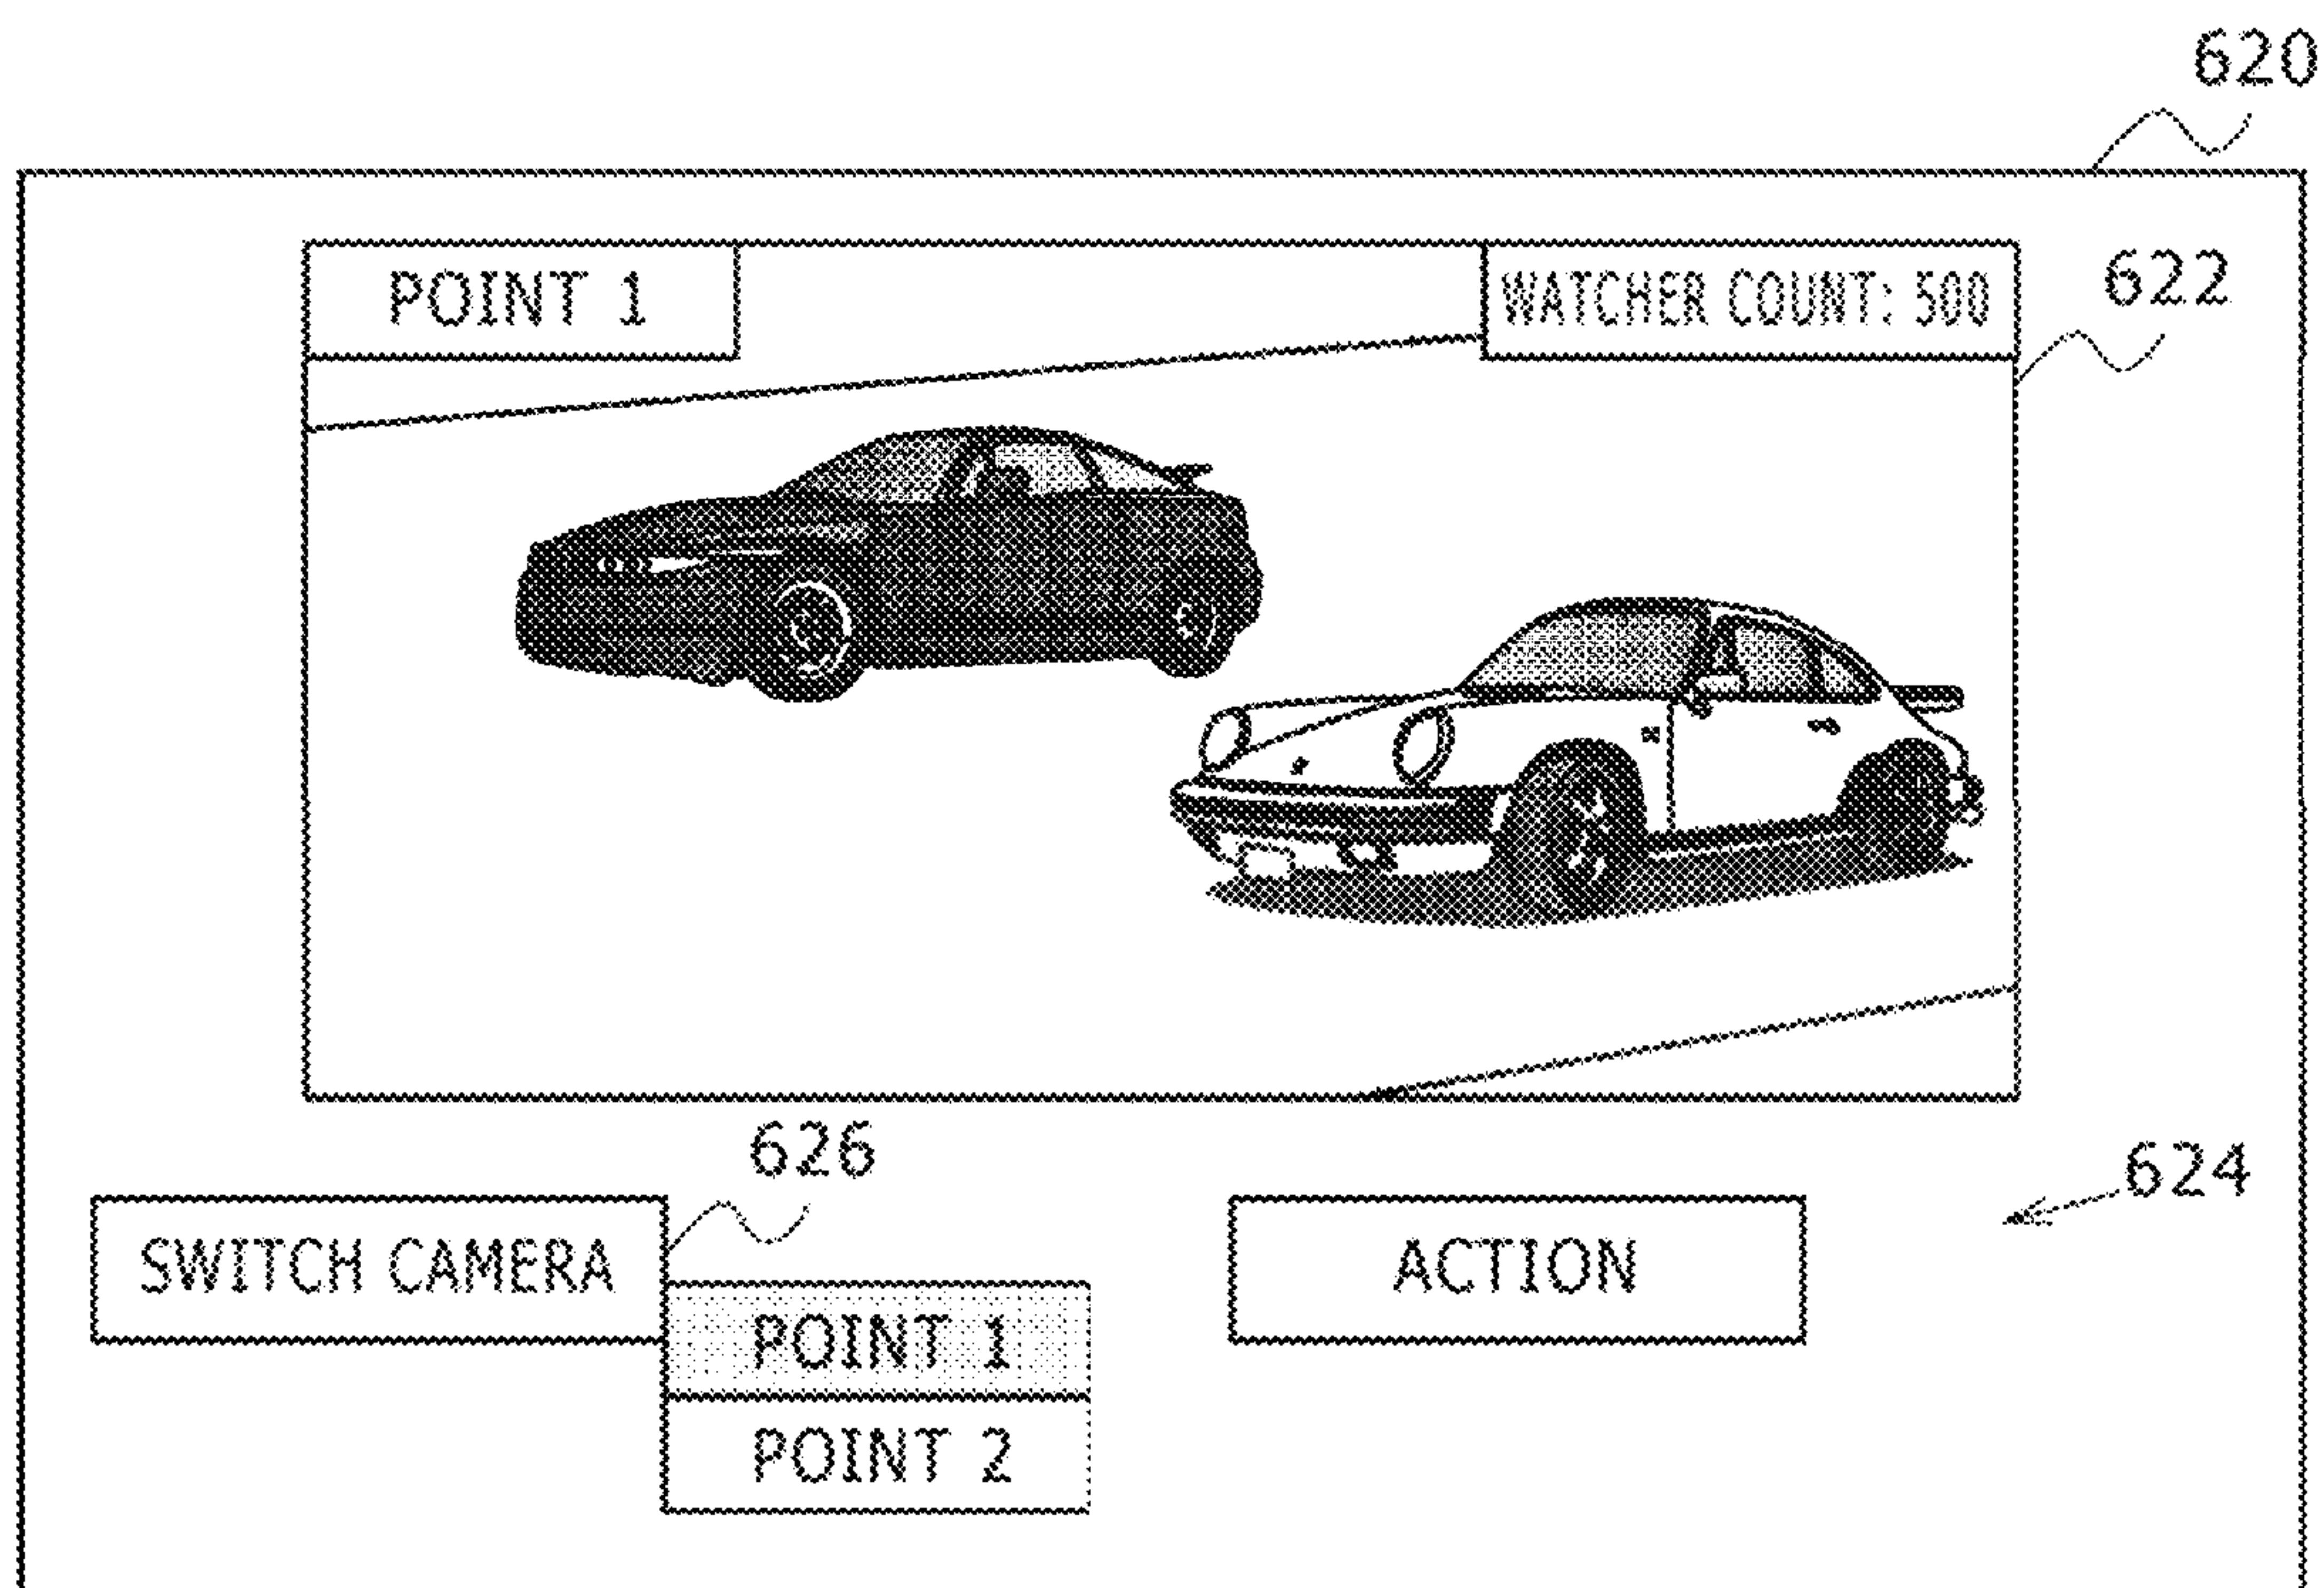 620
POINT 1
WATCHER COUNT: 500
622
626
624
SWITCH CAMERA
ACTION
POINT 1
POINT 2